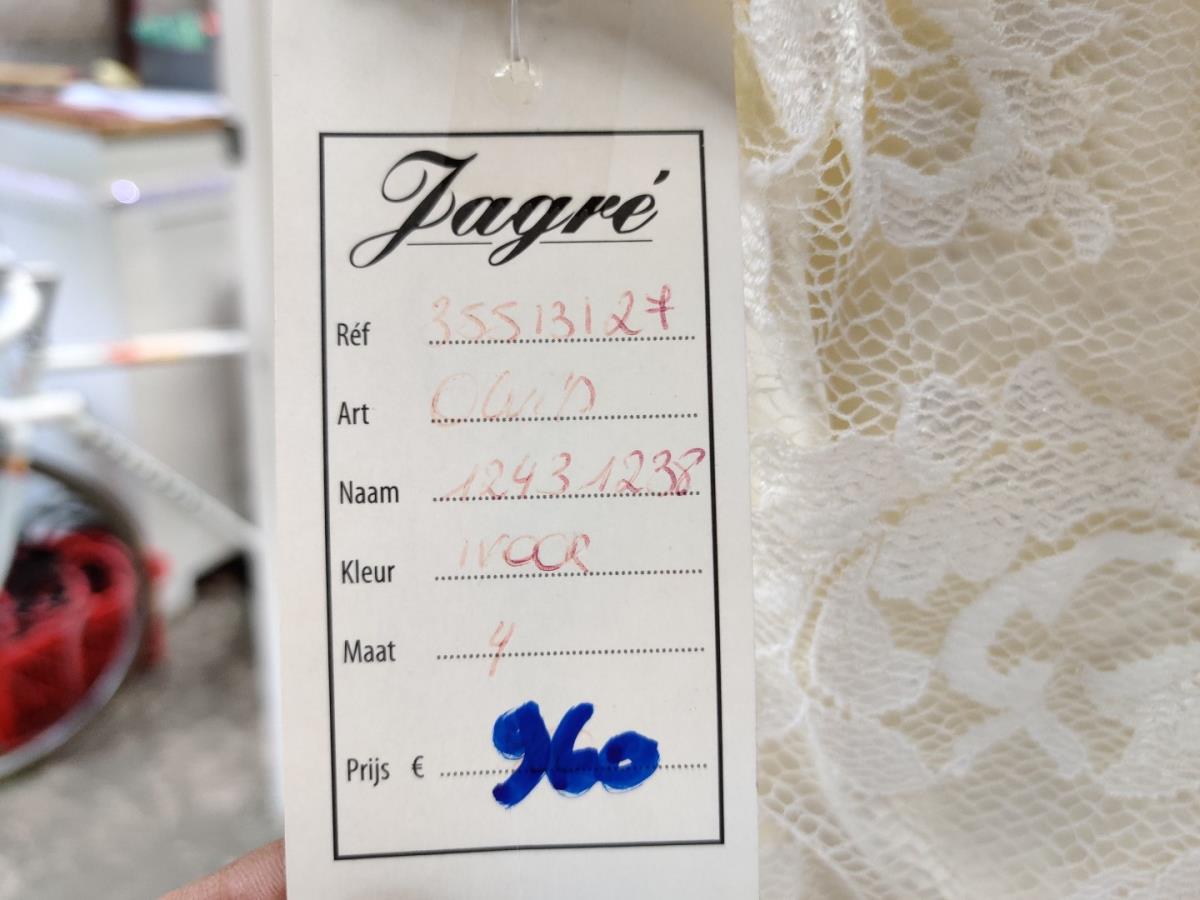 Jagré
Réf 35513127
Art
Naam 12431238
Kleur IVOOR
Maat 4
Prijs € 960